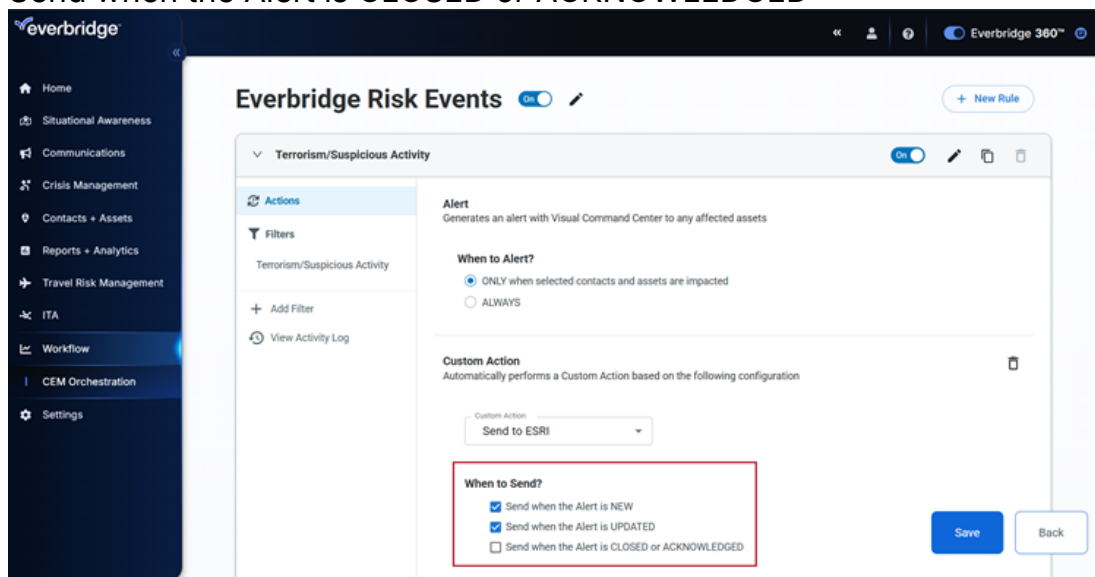 Send when the Alert is CLOSED or ACKNOWLEDGED
everbridge
Everbridge 360™
Home
Situational Awareness
Communications
Crisis Management
Contacts + Assets
Reports + Analytics
Travel Risk Management
ITA
Workflow
CEM Orchestration
Settings
Everbridge Risk Events
On
+ New Rule
Terrorism/Suspicious Activity
On
Actions
Filters
Terrorism/Suspicious Activity
+ Add Filter
View Activity Log
Alert
Generates an alert with Visual Command Center to any affected assets
When to Alert?
ONLY when selected contacts and assets are impacted
ALWAYS
Custom Action
Automatically performs a Custom Action based on the following configuration
Custom Action
Send to ESRI
When to Send?
Send when the Alert is NEW
Send when the Alert is UPDATED
Send when the Alert is CLOSED or ACKNOWLEDGED
Save
Back